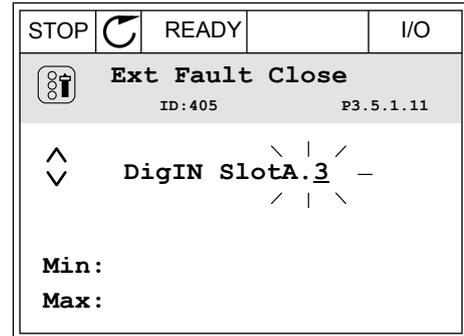 STOP READY I/O
Ext Fault Close
ID:405 P3.5.1.11
DigIN SlotA.3
Min:
Max: